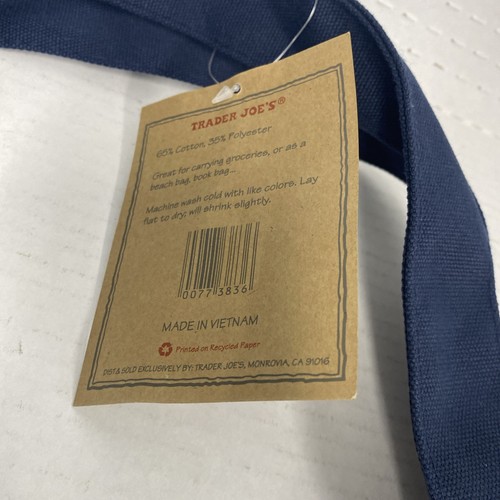 TRADER JOE'S®
65% Cotton, 35% Polyester
Great for carrying groceries, or as a
beach bag, book bag...
Machine wash cold with like colors. Lay
flat to dry; will shrink slightly.
0077 3836
MADE IN VIETNAM
Printed on Recycled Paper
DIST & SOLD EXCLUSIVELY BY: TRADER JOE'S, MONROVIA, CA 91016